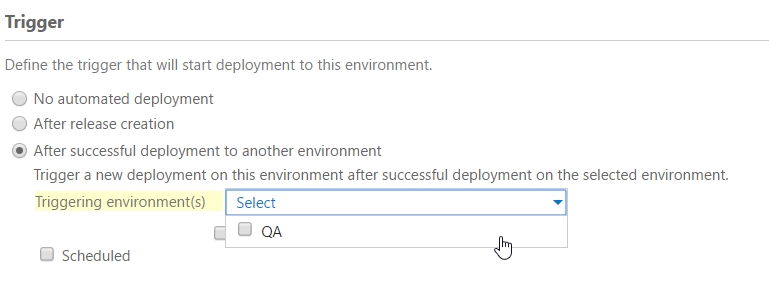 Trigger
Define the trigger that will start deployment to this environment.
No automated deployment
After release creation
After successful deployment to another environment
Trigger a new deployment on this environment after successful deployment on the selected environment.
Triggering environment(s) Select
QA
Scheduled